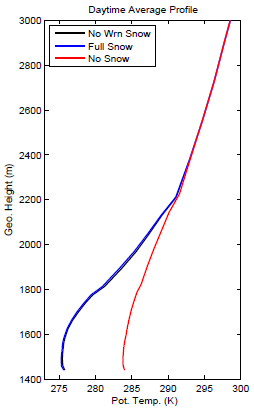 Daytime Average Profile
No Wrn Snow
Full Snow
No Snow
3000
2800
2600
2400
2200
2000
1800
1600
1400
Geo. Height (m)
275 280 285 290 295 300
Pot. Temp. (K)